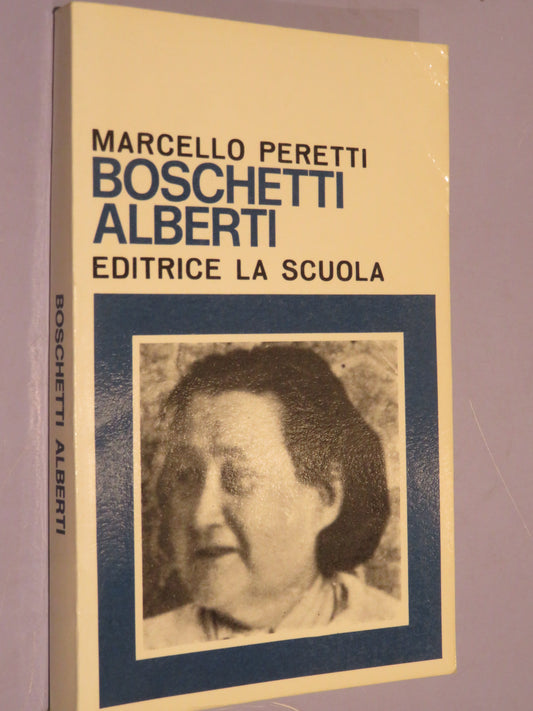 MARCELLO PERETTI
BOSCHETTI
ALBERTI
EDITRICE LA SCUOLA
BOSCHETTI ALBERTI